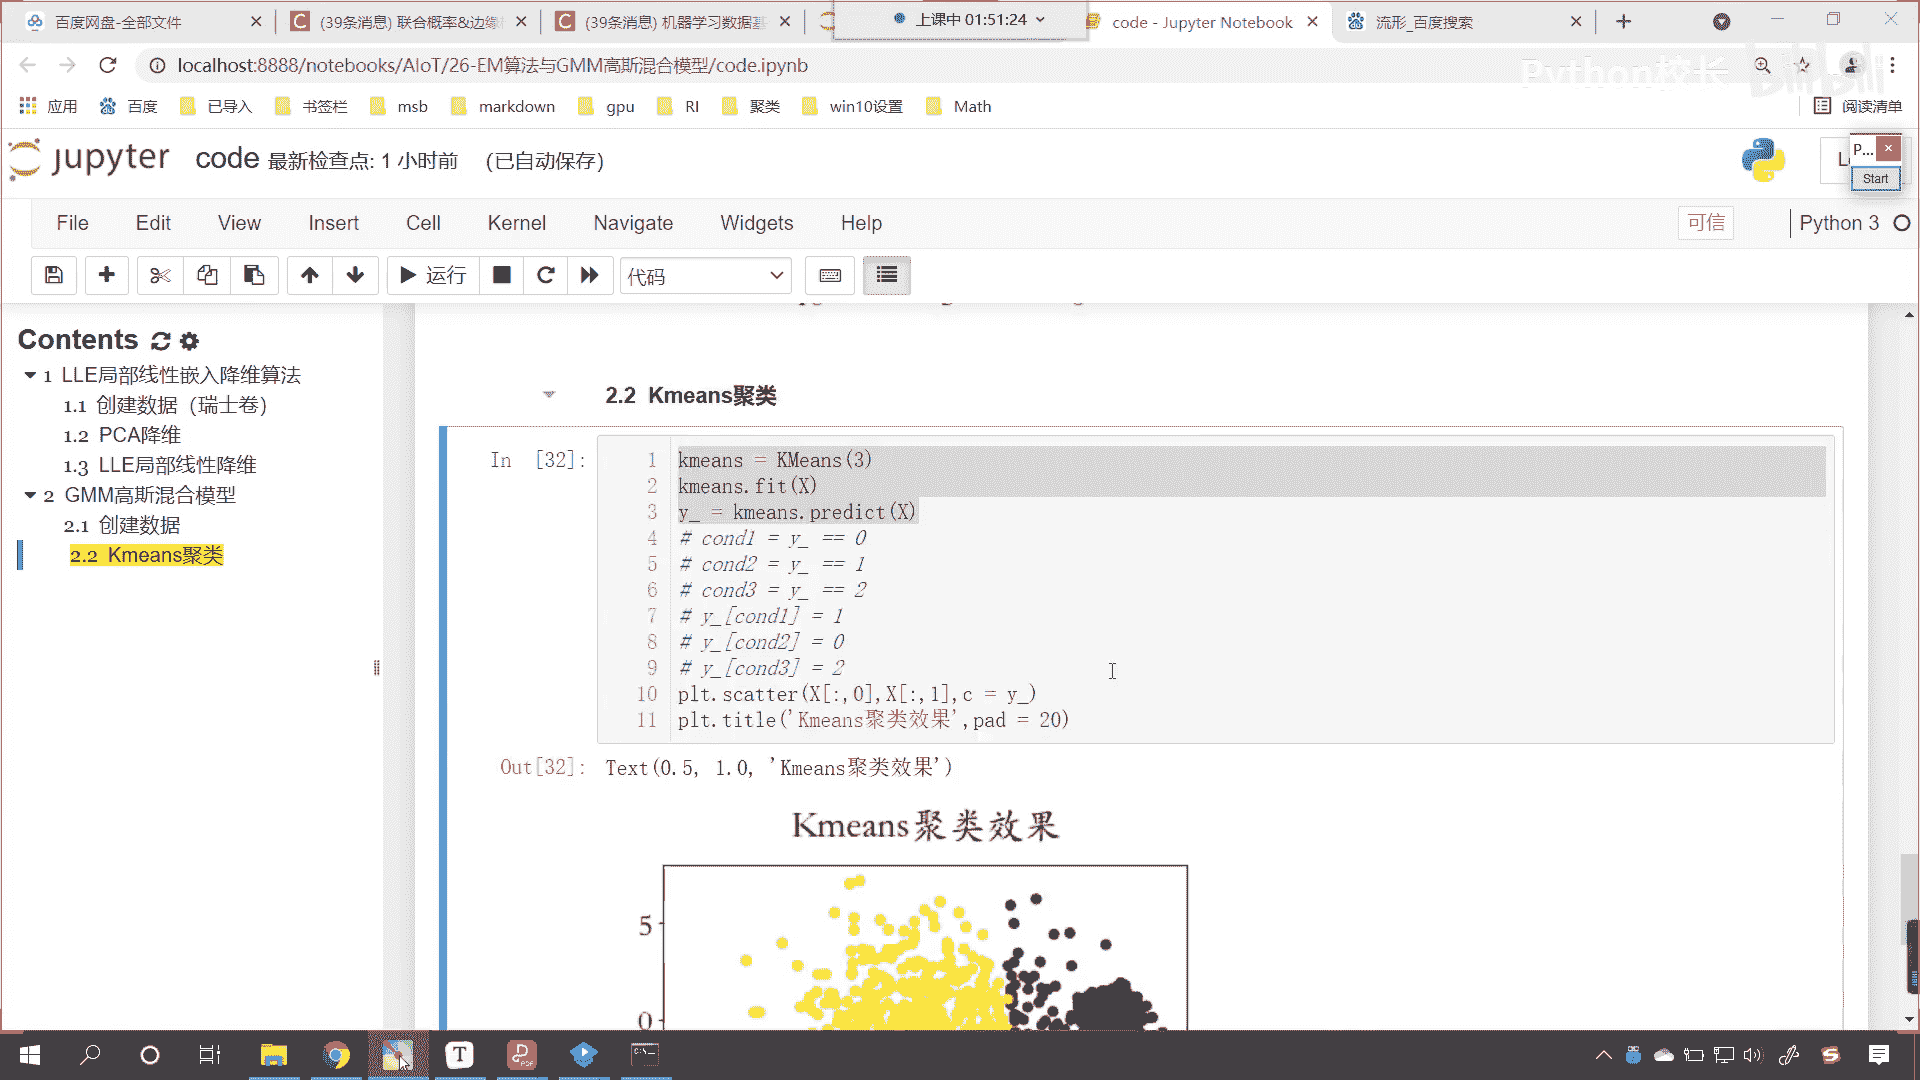 百度网盘-全部文件
(39条消息) 联合概率&边缘
(39条消息) 机器学习数据基
上课中 01:51:24
code - Jupyter Notebook
流形_百度搜索
localhost:8888/notebooks/AIoT/26-EM算法与GMM高斯混合模型/code.ipynb
Python校长
bilibili
应用
百度
已导入
书签栏
msb
markdown
gpu
RI
聚类
win10设置
Math
阅读清单
jupyter code 最新检查点: 1 小时前 (已自动保存)
P...
Start
File Edit View Insert Cell Kernel Navigate Widgets Help
可信
Python 3
运行
代码
Contents
1 LLE局部线性嵌入降维算法
1.1 创建数据（瑞士卷）
1.2 PCA降维
1.3 LLE局部线性降维
2 GMM高斯混合模型
2.1 创建数据
2.2 Kmeans聚类
2.2 Kmeans聚类
In [32]:
1 kmeans = KMeans(3)
2 kmeans.fit(X)
3 y_ = kmeans.predict(X)
4 # cond1 = y_ == 0
5 # cond2 = y_ == 1
6 # cond3 = y_ == 2
7 # y_[cond1] = 1
8 # y_[cond2] = 0
9 # y_[cond3] = 2
10 plt.scatter(X[:,0],X[:,1],c = y_)
11 plt.title('Kmeans聚类效果',pad = 20)
Out[32]: Text(0.5, 1.0, 'Kmeans聚类效果')
Kmeans聚类效果
5
0